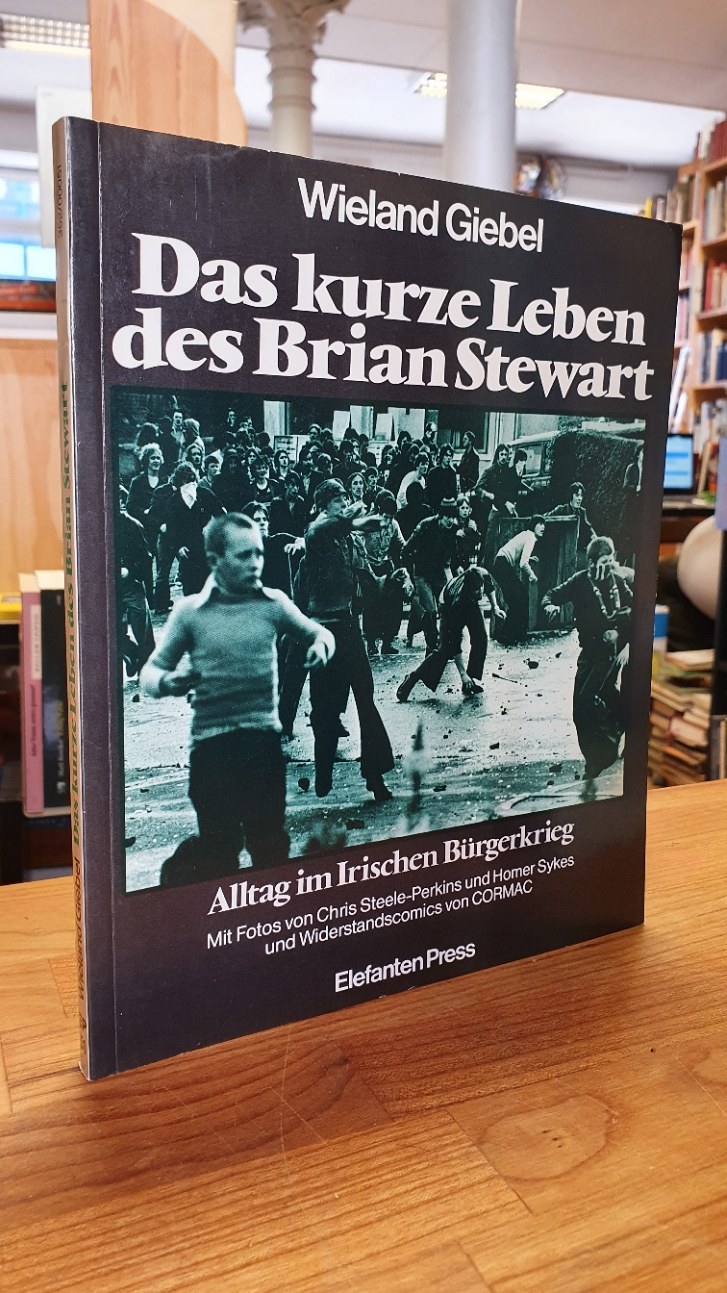 Wieland Giebel
Das kurze Leben
des Brian Stewart
Alltag im Irischen Bürgerkrieg
Mit Fotos von Chris Steele-Perkins und Homer Sykes
und Widerstandscomics von CORMAC
Elefanten Press
Wieland Giebel Das kurze Leben des Brian Stewart